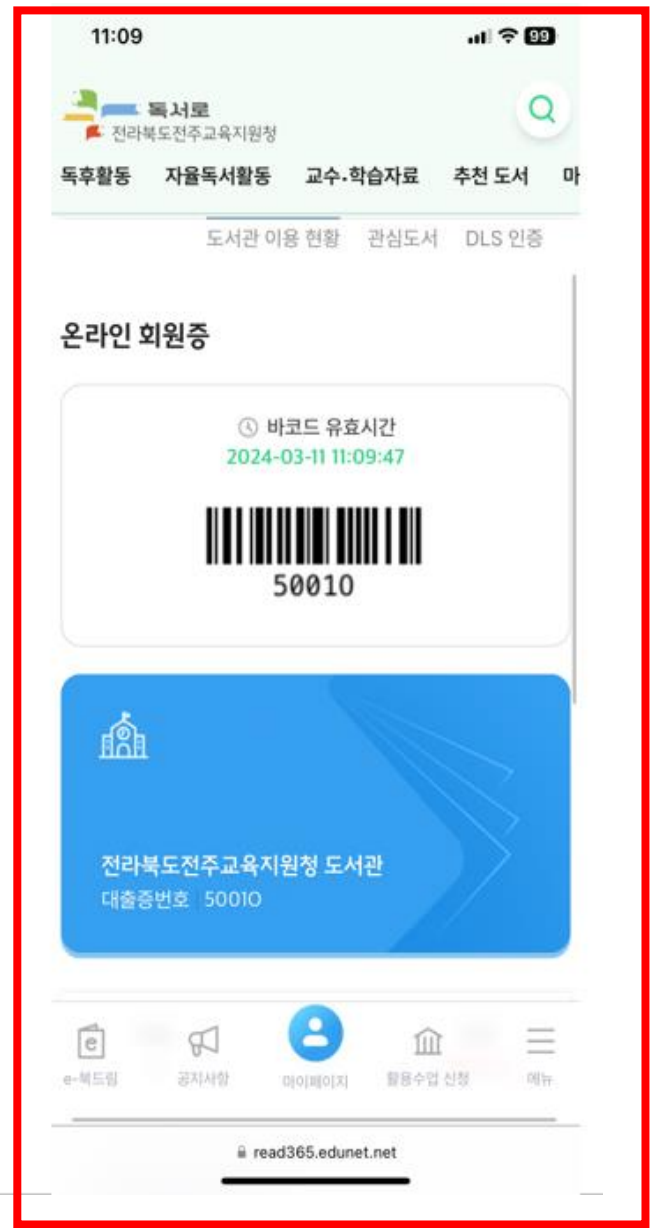 11:09
99
독서로
전라북도전주교육지원청
독후활동 자율독서활동 교수·학습자료 추천 도서 마
도서관 이용 현황 관심도서 DLS 인증
온라인 회원증
바코드 유효시간
2024-03-11 11:09:47
50010
전라북도전주교육지원청 도서관
대출증번호 50010
e-북드림 공지사항 마이페이지 활용수업 신청 메뉴
read365.edunet.net